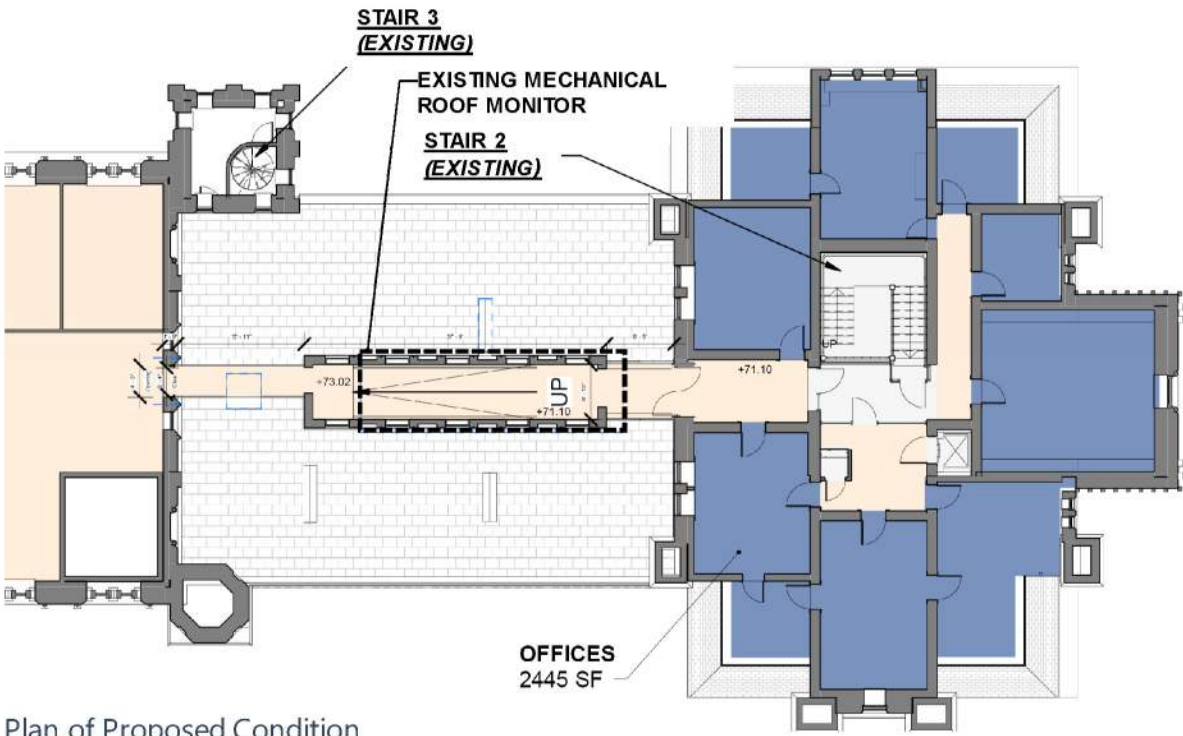 STAIR 3
(EXISTING)
EXISTING MECHANICAL
ROOF MONITOR
STAIR 2
(EXISTING)
UP
+73.02
UP
+71.10
+71.10
OFFICES
2445 SF
Plan of Proposed Condition